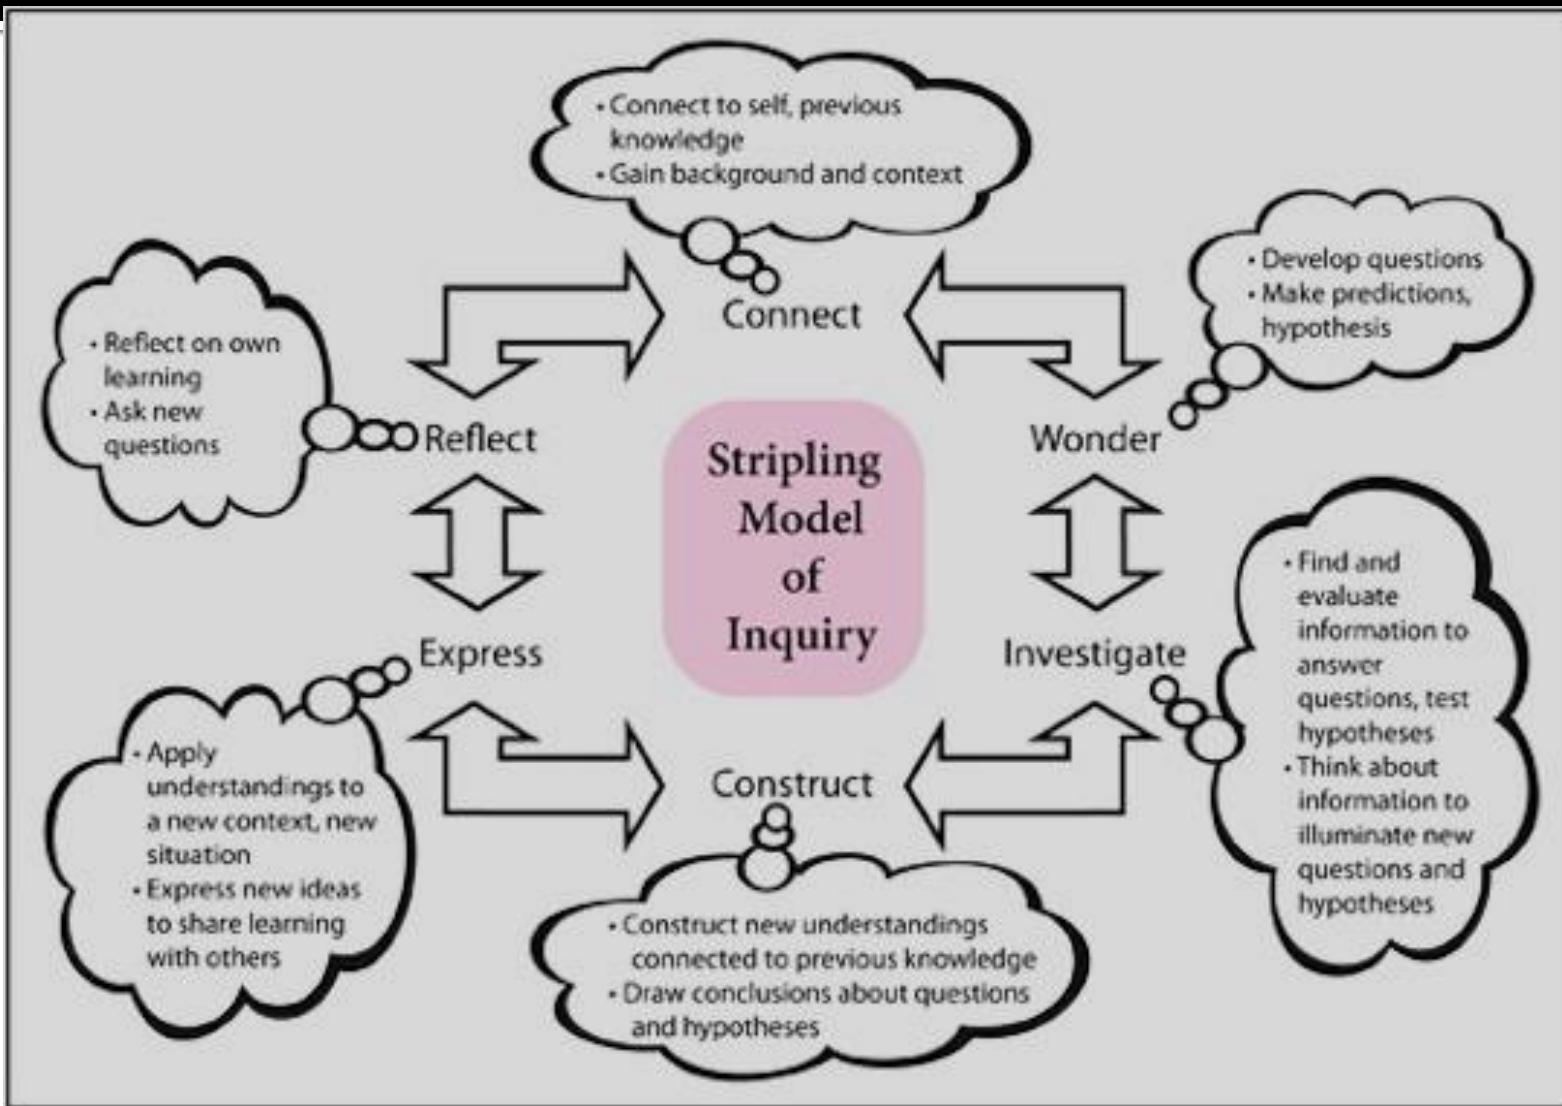 • Connect to self, previous
knowledge
• Gain background and context
Connect
• Develop questions
• Make predictions,
hypothesis
Wonder
• Find and
evaluate
information to
answer
questions, test
hypotheses
• Think about
information to
illuminate new
questions and
hypotheses
Investigate
Construct
• Construct new understandings
connected to previous knowledge
• Draw conclusions about questions
and hypotheses
Express
• Apply
understandings to
a new context, new
situation
• Express new ideas
to share learning
with others
Reflect
• Reflect on own
learning
• Ask new
questions
Stripling
Model
of
Inquiry